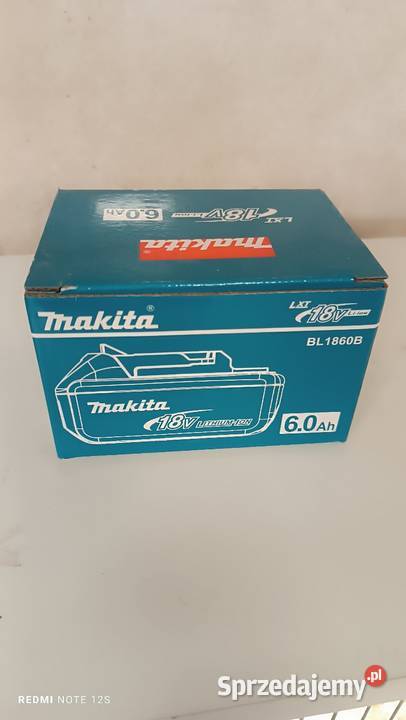 LXT 18V Li-ion
6.0Ah
makita
makita®
LXT 18V Li-ion
BL1860B
makita
18V LITHIUM-ION
6.0Ah
REDMI NOTE 12S
Sprzedajemy.pl